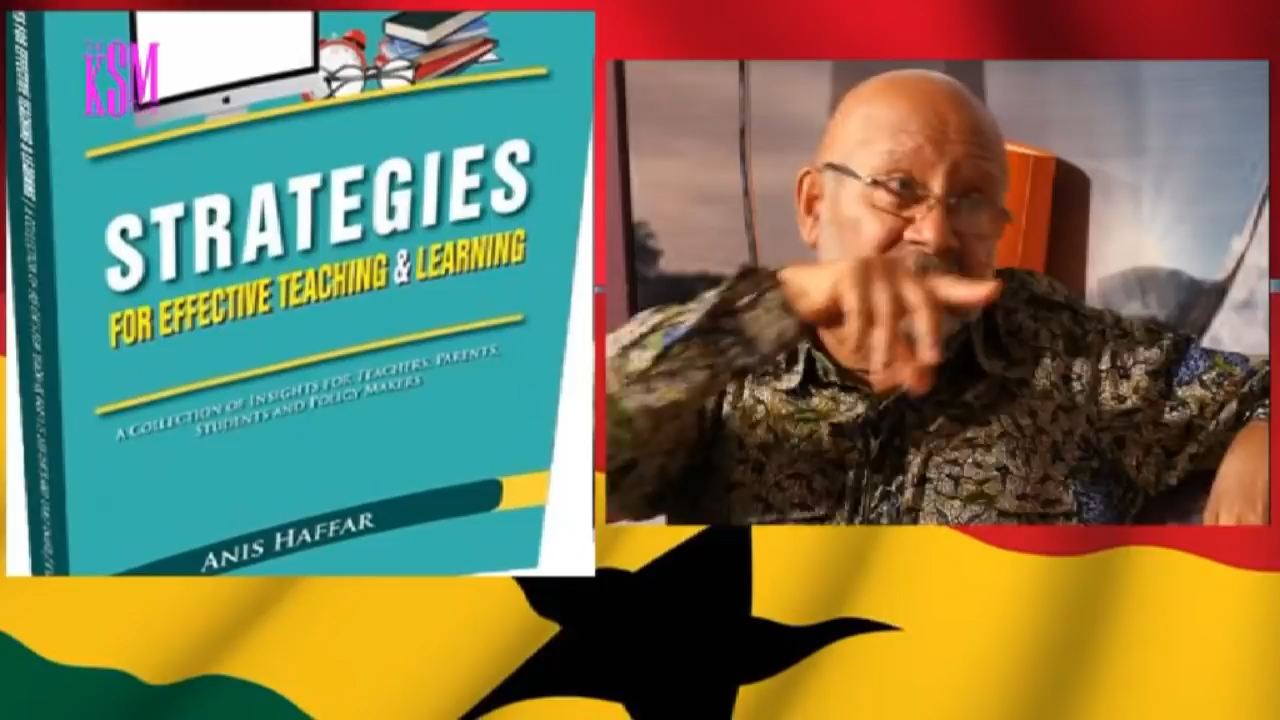 KSM
STRATEGIES
FOR EFFECTIVE TEACHING & LEARNING
A COLLECTION OF INSIGHTS FOR TEACHERS, PARENTS,
STUDENTS AND POLICY MAKERS
ANIS HAFFAR